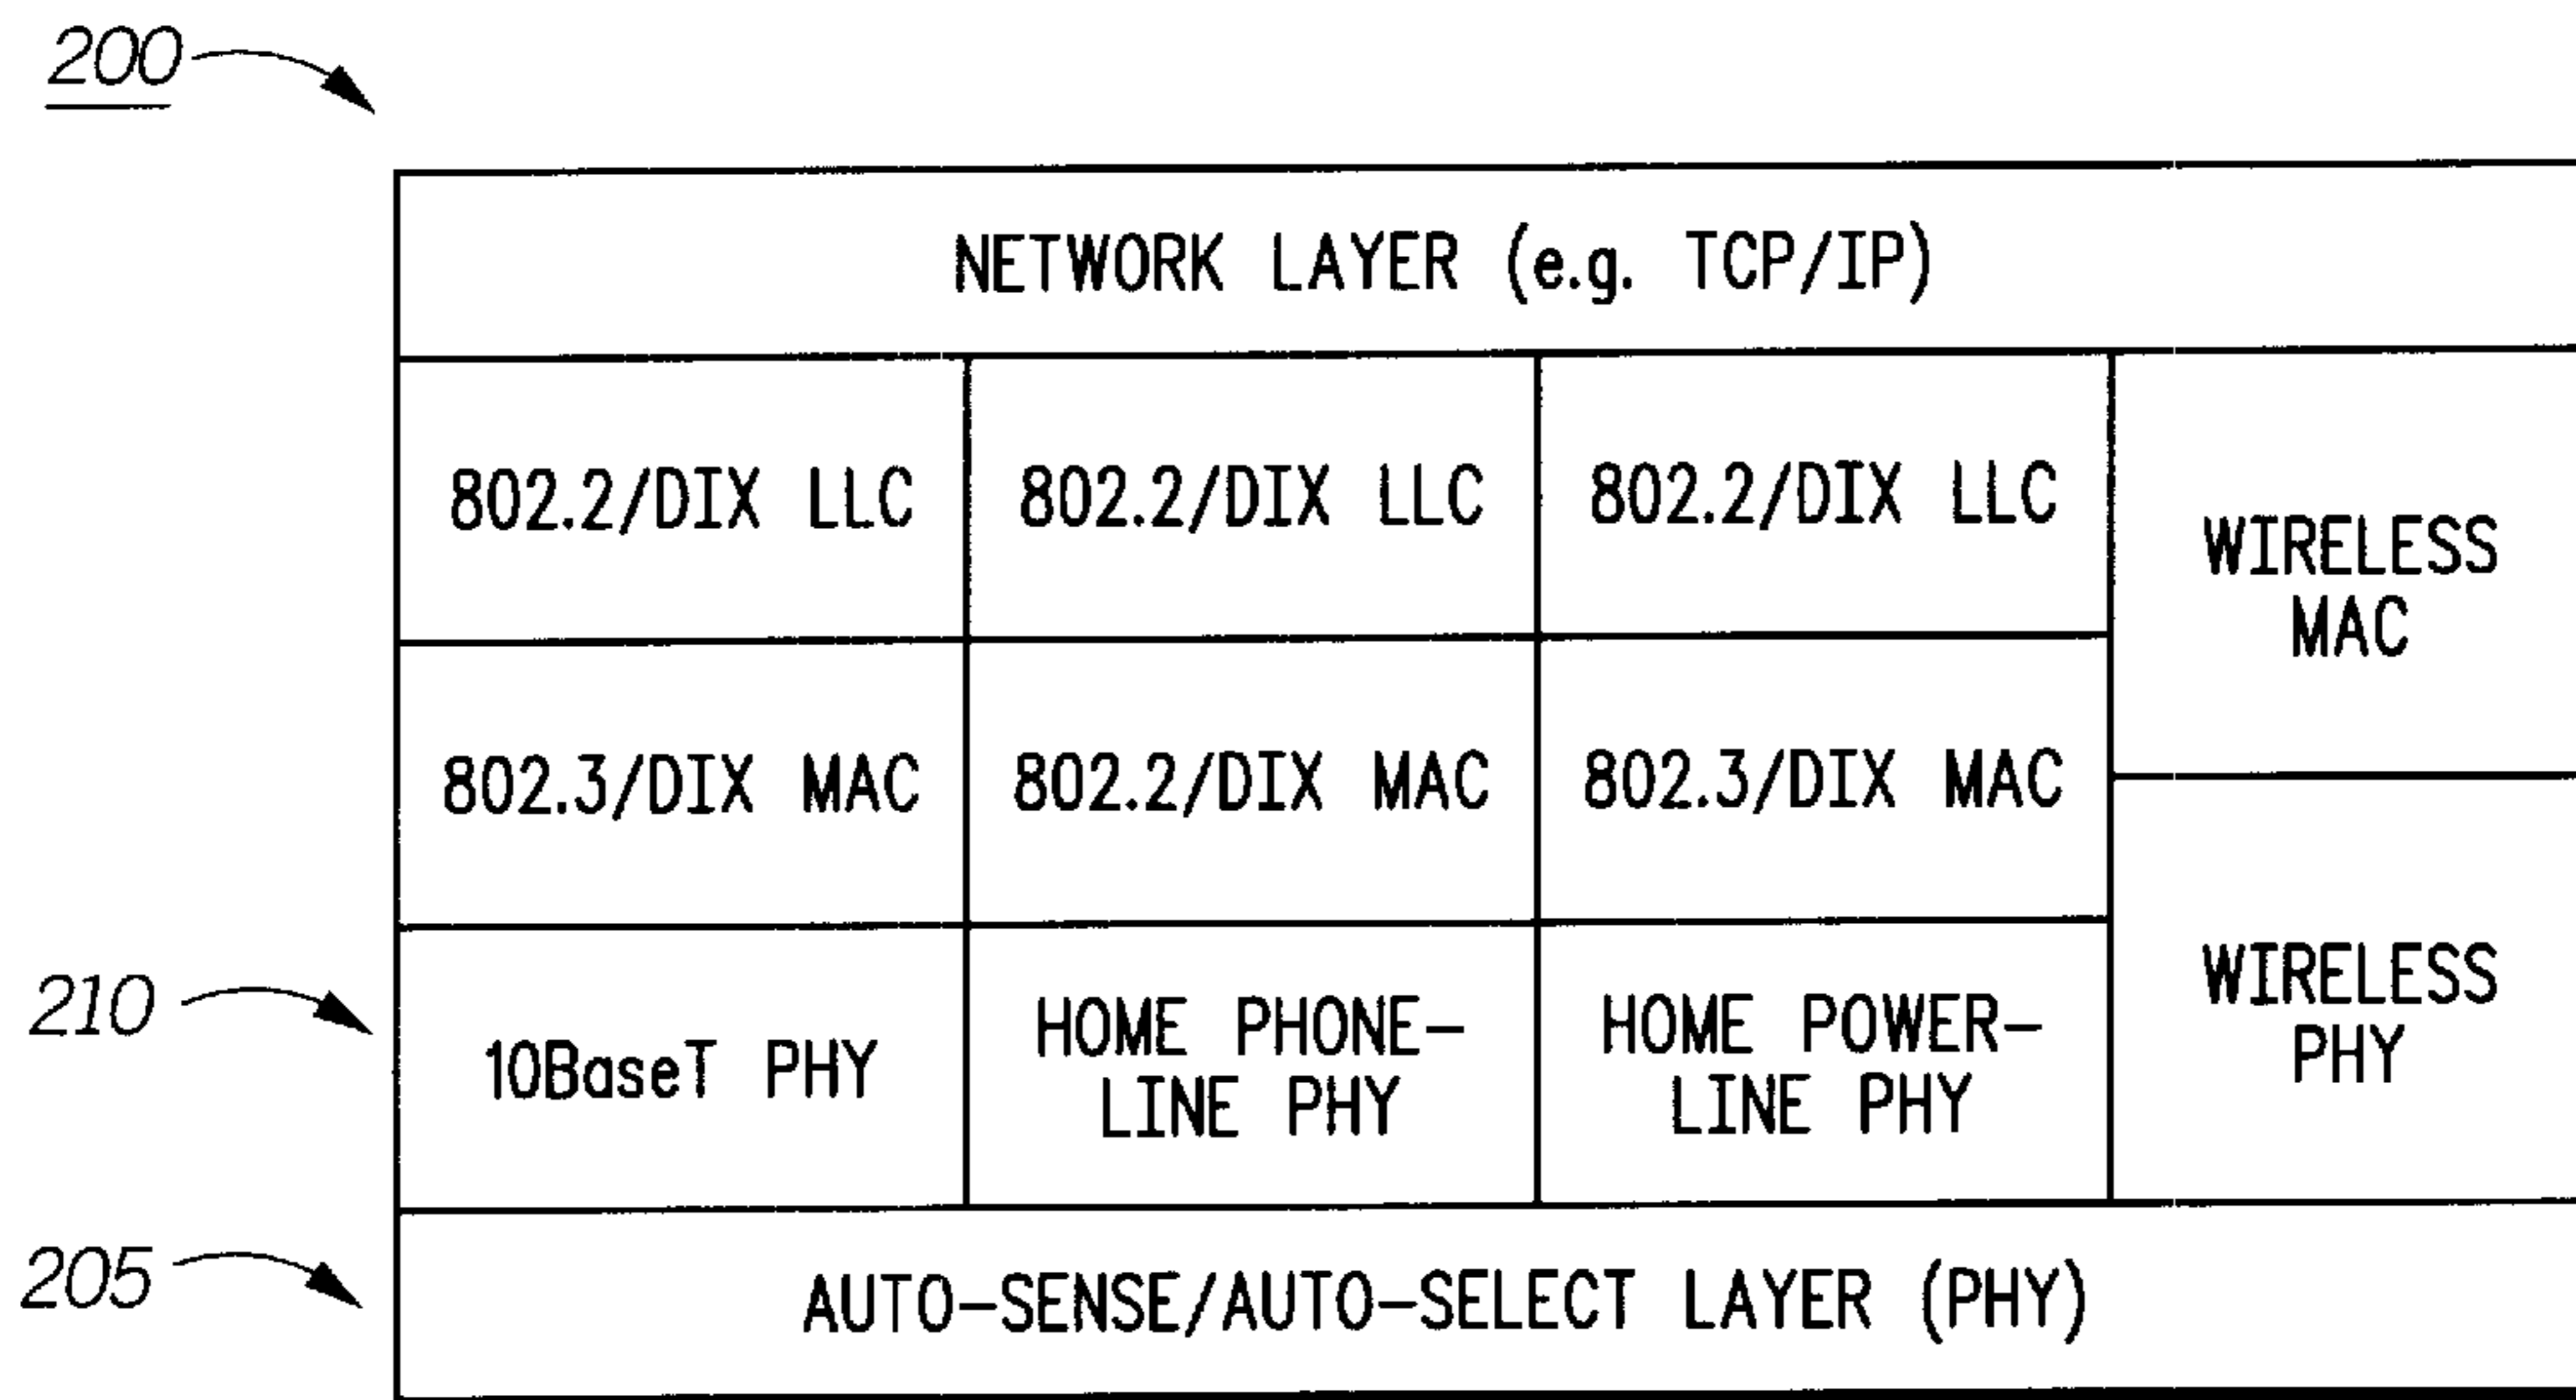 200
NETWORK LAYER (e.g. TCP/IP)
802.2/DIX LLC
802.2/DIX LLC
802.2/DIX LLC
WIRELESS
MAC
802.3/DIX MAC
802.2/DIX MAC
802.3/DIX MAC
210
10BaseT PHY
HOME PHONE-
LINE PHY
HOME POWER-
LINE PHY
WIRELESS
PHY
205
AUTO-SENSE/AUTO-SELECT LAYER (PHY)